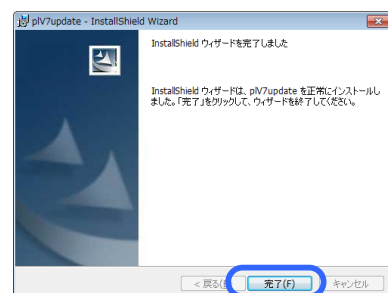 plV7update - InstallShield Wizard
InstallShield ウィザードを完了しました
InstallShield ウィザードは、plV7update を正常にインストールし
ました。「完了」をクリックして、ウィザードを終了してください。
< 戻る(
完了(F)
キャンセル